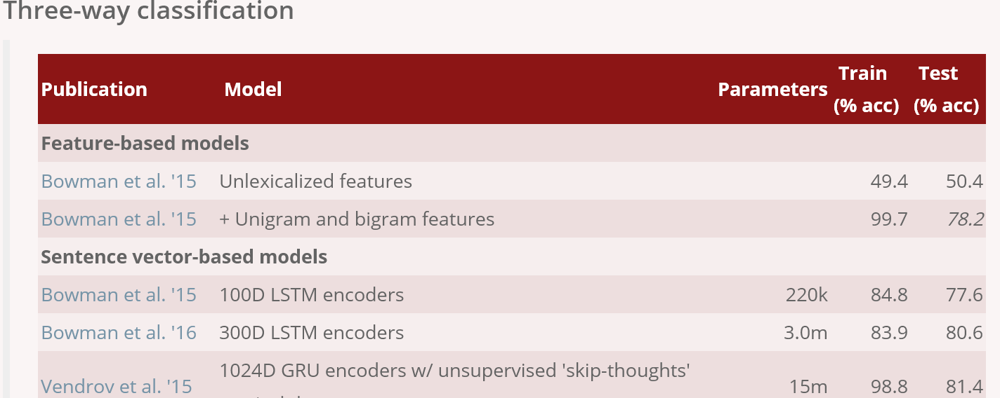 Three-way classification
Publication Model Parameters Train (% acc) Test (% acc)
Feature-based models
Bowman et al. '15 Unlexicalized features 49.4 50.4
Bowman et al. '15 + Unigram and bigram features 99.7 78.2
Sentence vector-based models
Bowman et al. '15 100D LSTM encoders 220k 84.8 77.6
Bowman et al. '16 300D LSTM encoders 3.0m 83.9 80.6
Vendrov et al. '15 1024D GRU encoders w/ unsupervised 'skip-thoughts' 15m 98.8 81.4